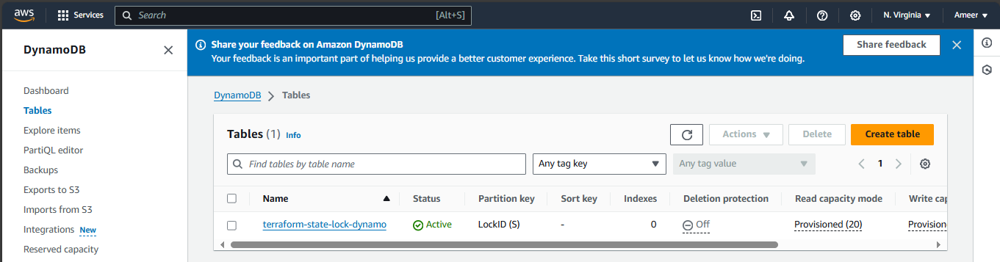 aws Services Search [Alt+S] N. Virginia Ameer
DynamoDB
Dashboard
Tables
Explore items
PartiQL editor
Backups
Exports to S3
Imports from S3
Integrations New
Reserved capacity
Share your feedback on Amazon DynamoDB
Your feedback is an important part of helping us provide a better customer experience. Take this short survey to let us know how we're doing.
Share feedback
DynamoDB Tables
Tables (1) Info
Actions Delete Create table
Find tables by table name Any tag key Any tag value 1
Name Status Partition key Sort key Indexes Deletion protection Read capacity mode Write cap
terraform-state-lock-dynamo Active LockID (S) - 0 Off Provisioned (20) Provisione